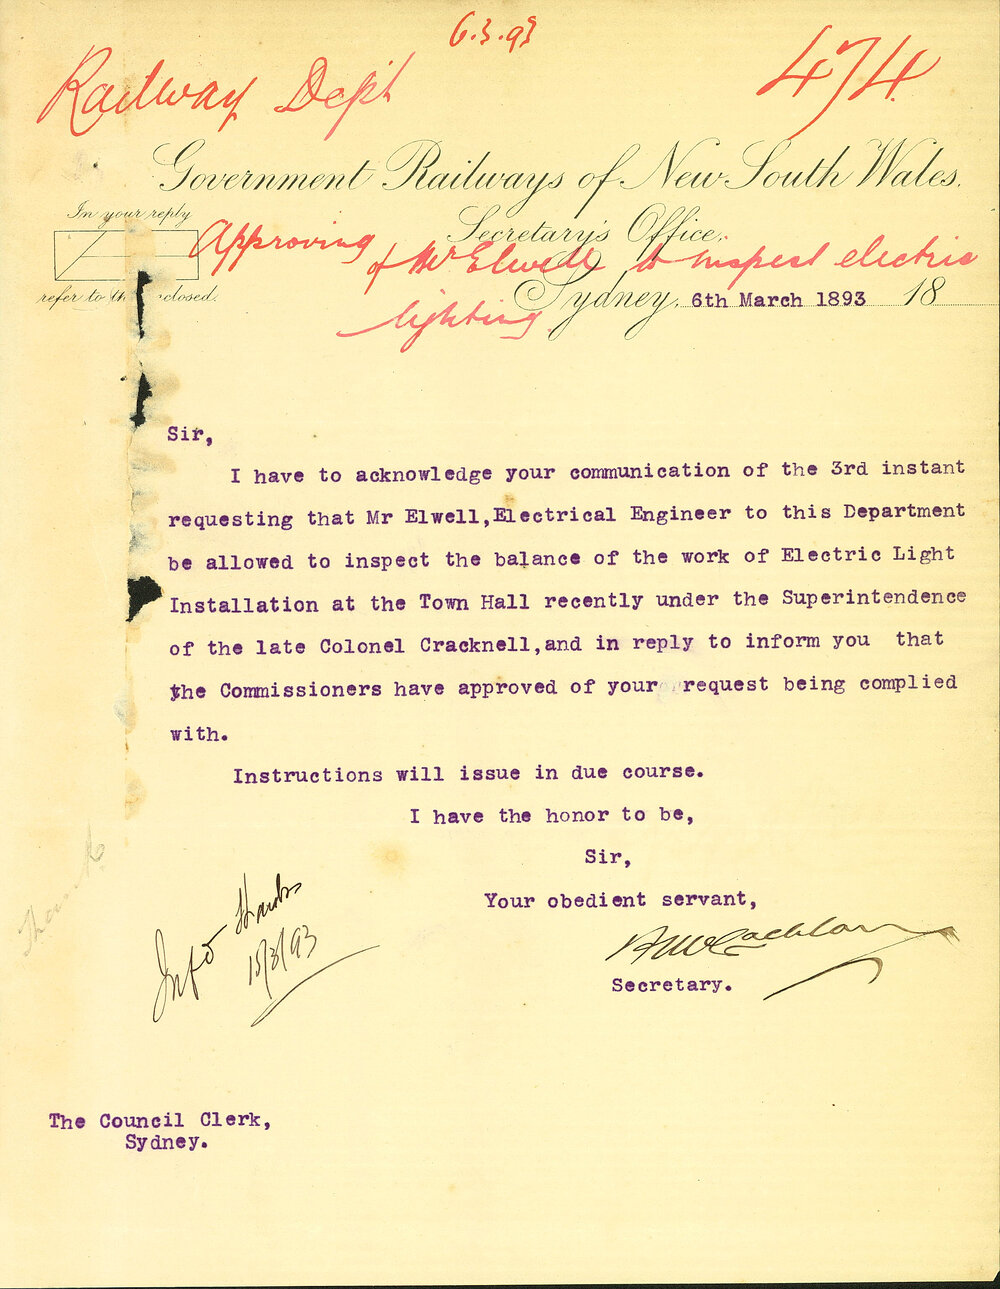 6.3.93
Railway Dep't
474
Government Railways of New South Wales.
In your reply
Secretary's Office,
Approving
of Mr Elwell to inspect electric
refer to th closed.
Sydney, 6th March 1893 18
lighting
Sir,
I have to acknowledge your communication of the 3rd instant
requesting that Mr Elwell,Electrical Engineer to this Department
be allowed to inspect the balance of the work of Electric Light
Installation at the Town Hall recently under the Superintendence
of the late Colonel Cracknell,and in reply to inform you that
the Commissioners have approved of your request being complied
with.
Instructions will issue in due course.
I have the honor to be,
Sir,
Your obedient servant,
Secretary.
Info
15/3/93
The Council Clerk,
Sydney.